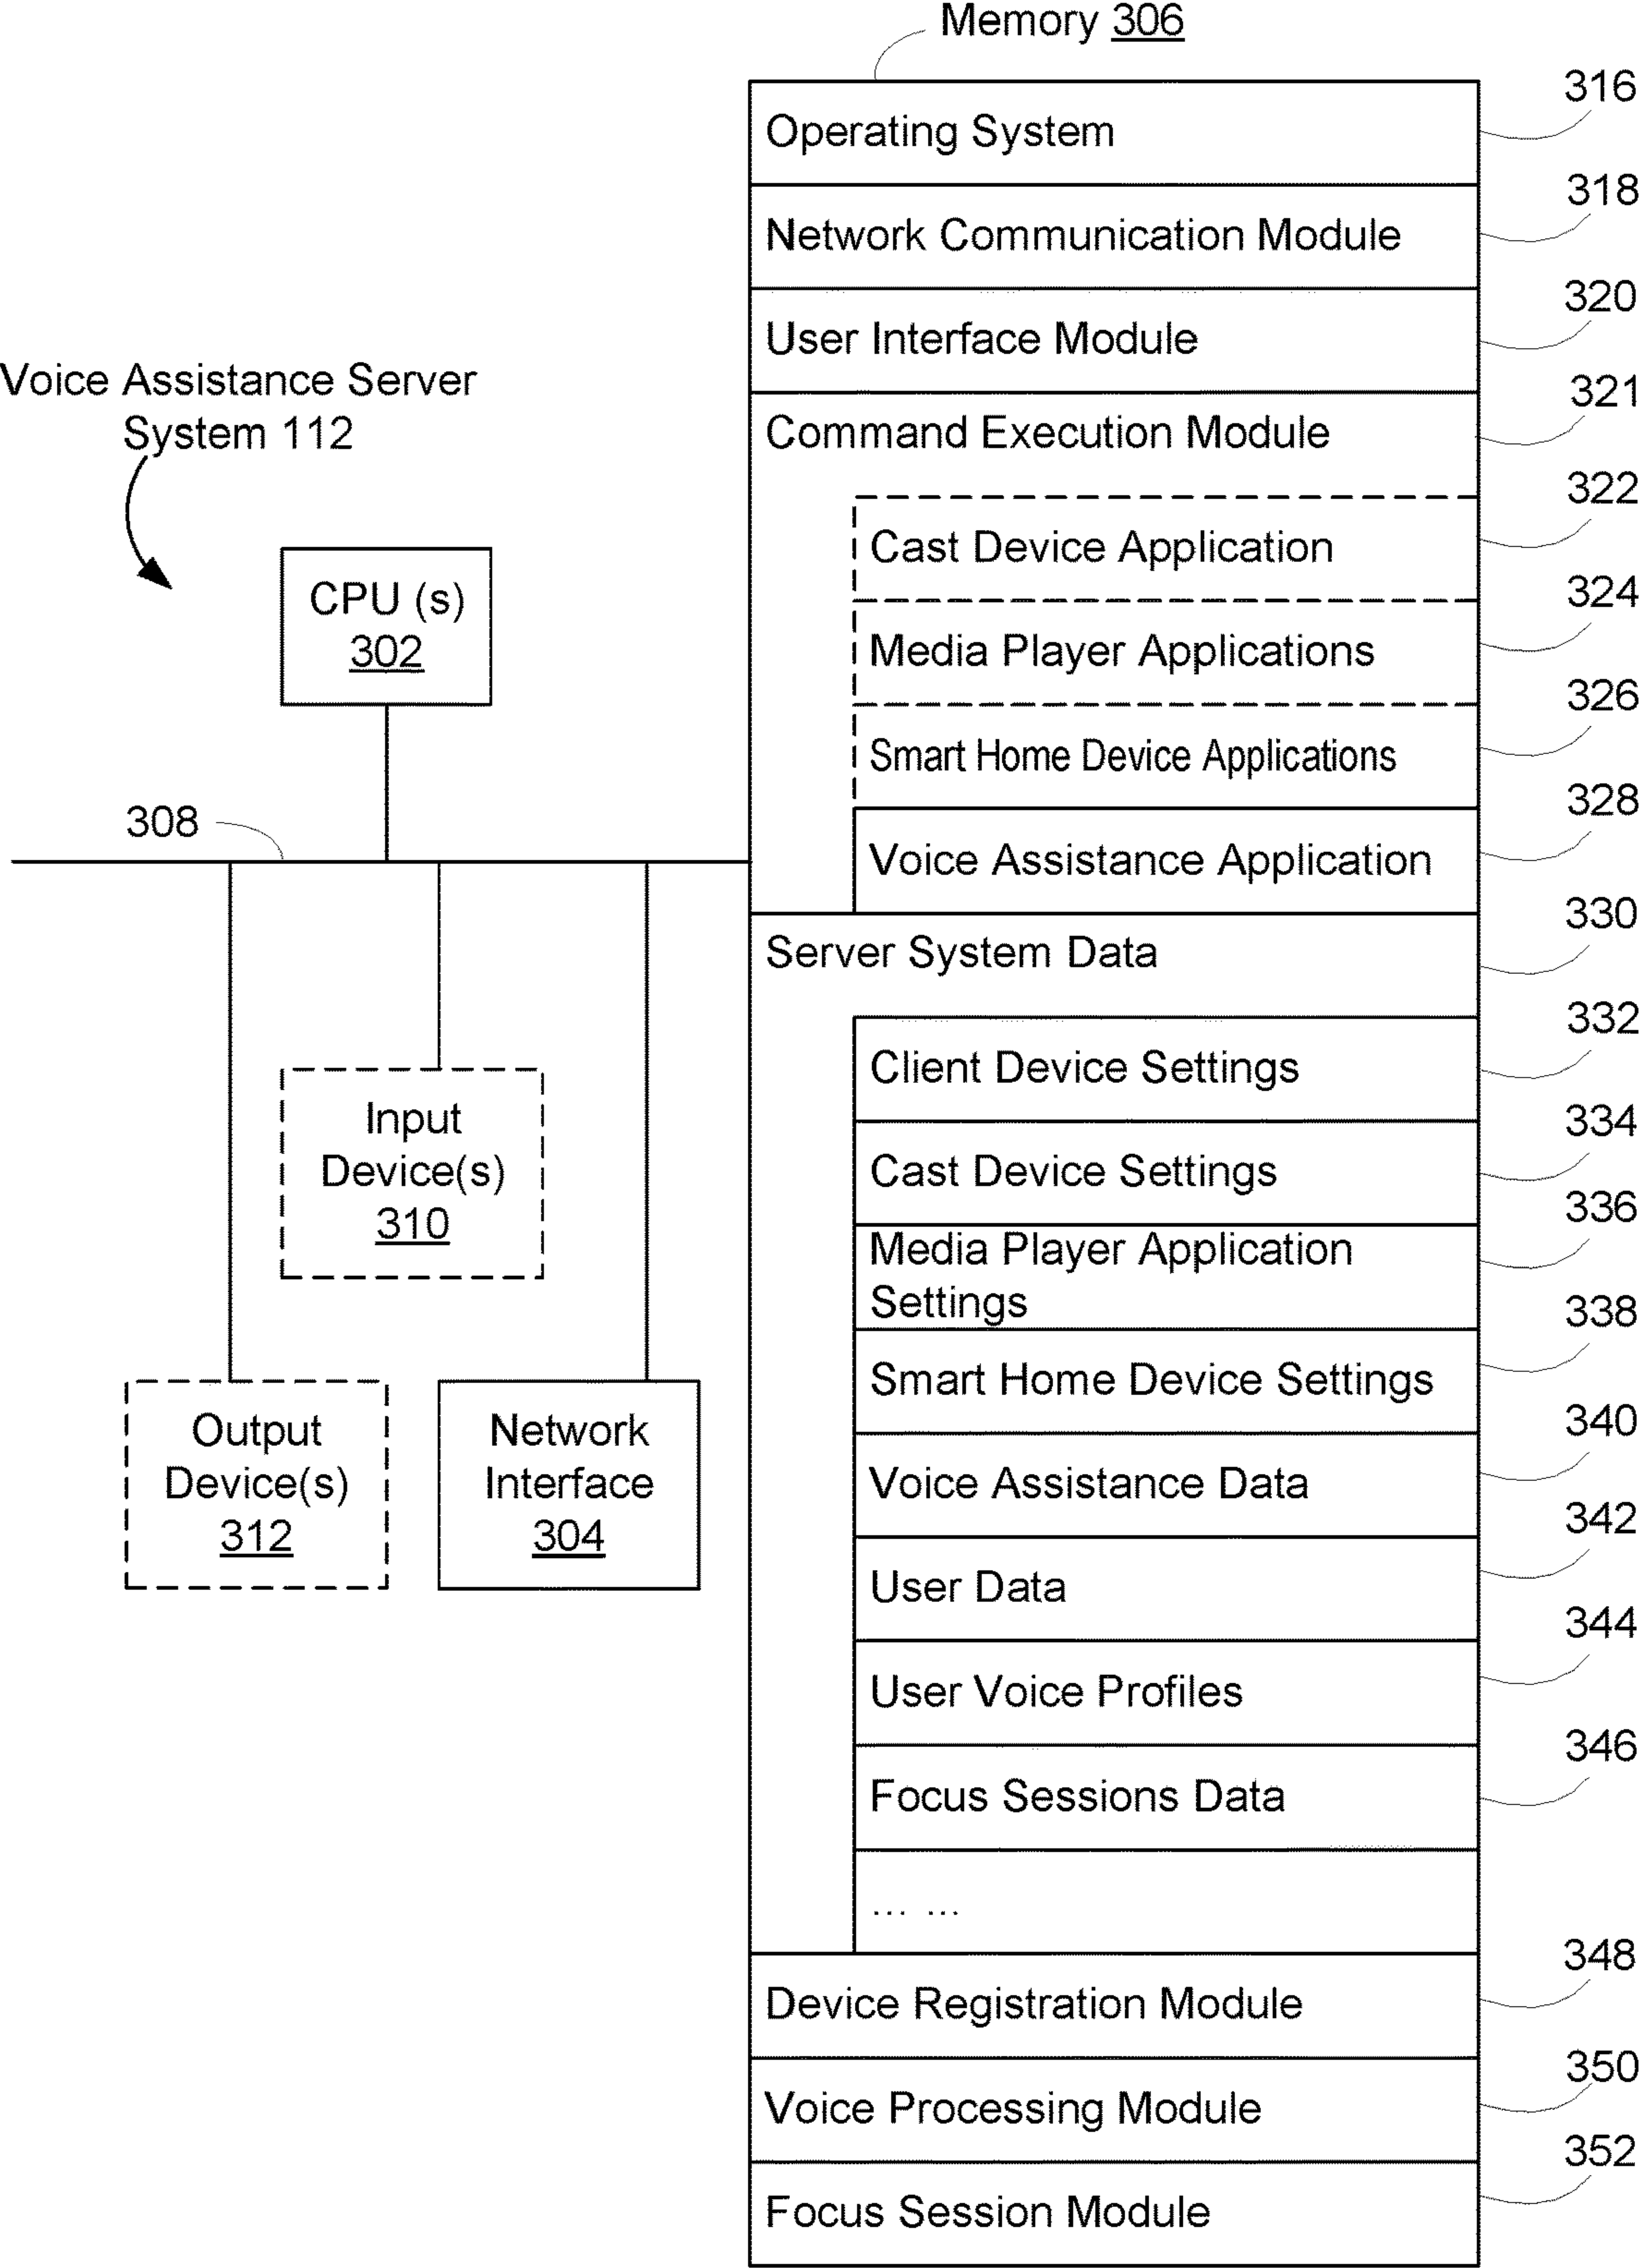 Memory 306
Operating System
316
Network Communication Module
318
User Interface Module
320
Command Execution Module
321
Cast Device Application
322
Media Player Applications
324
Smart Home Device Applications
326
Voice Assistance Application
328
Server System Data
330
Client Device Settings
332
Cast Device Settings
334
Media Player Application
Settings
336
Smart Home Device Settings
338
Voice Assistance Data
340
User Data
342
User Voice Profiles
344
Focus Sessions Data
346
... ...
Device Registration Module
348
Voice Processing Module
350
Focus Session Module
352
Voice Assistance Server
System 112
CPU (s)
302
308
Input
Device(s)
310
Output
Device(s)
312
Network
Interface
304